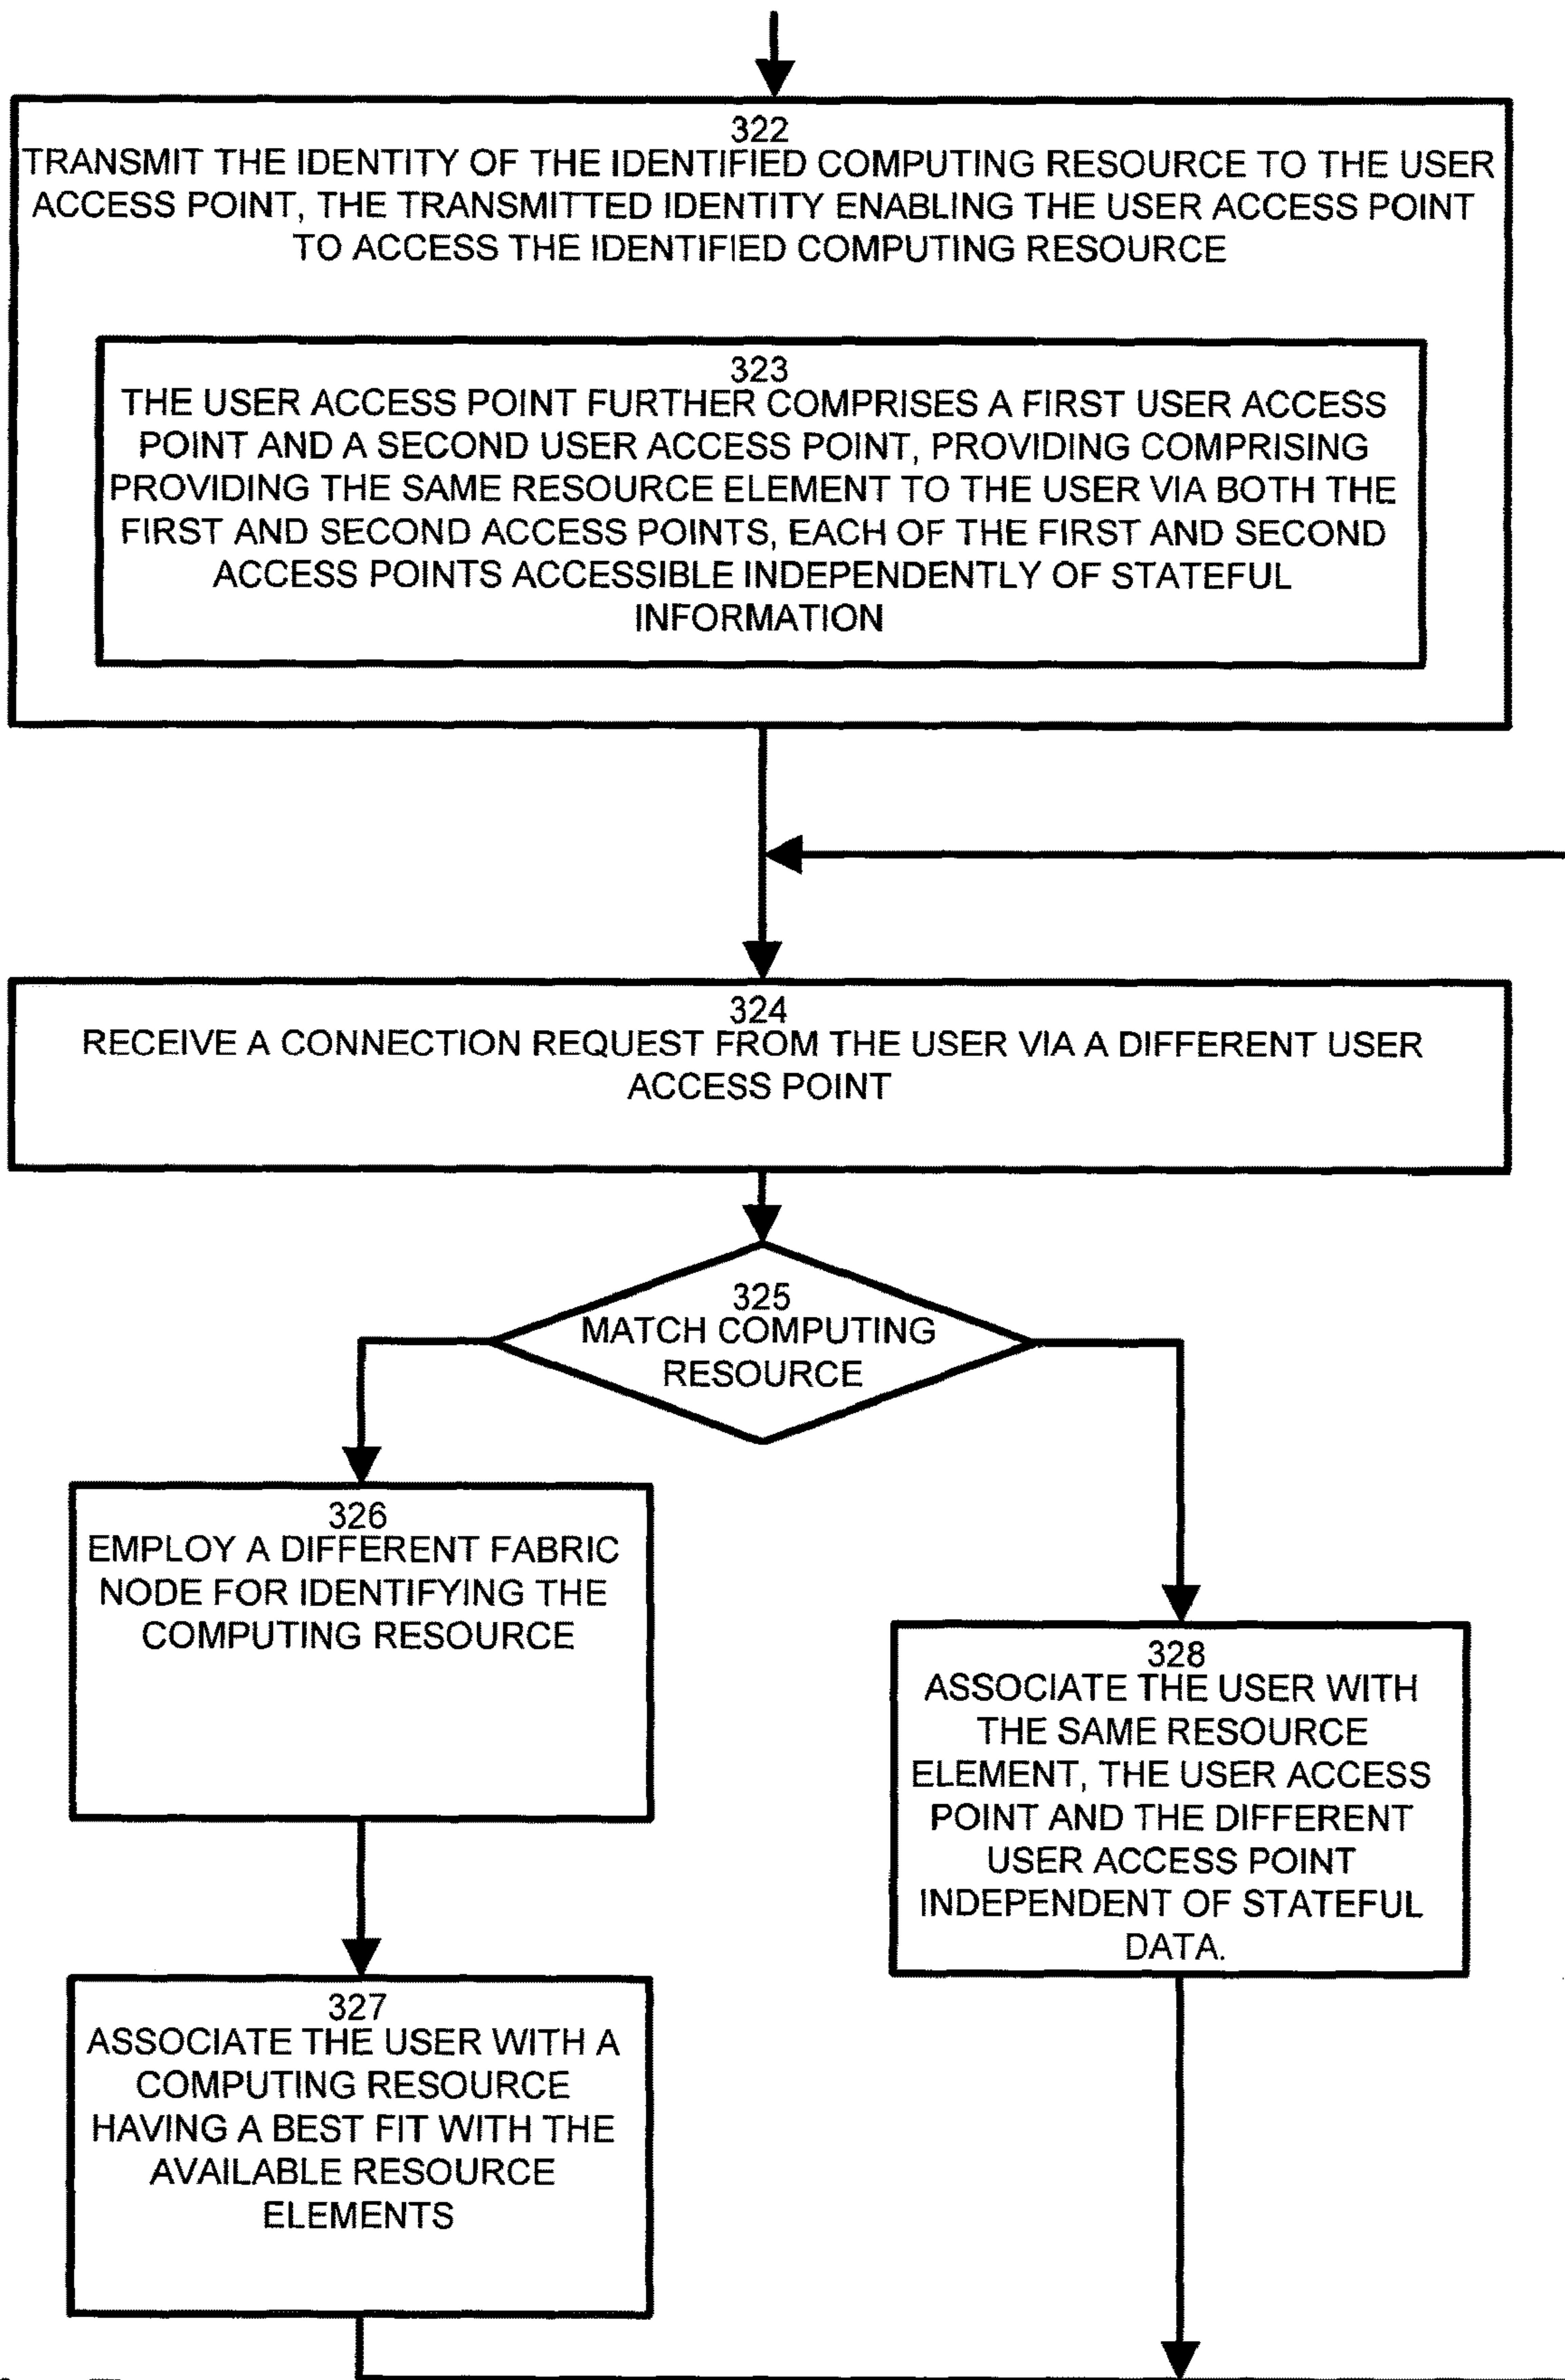 322
TRANSMIT THE IDENTITY OF THE IDENTIFIED COMPUTING RESOURCE TO THE USER
ACCESS POINT, THE TRANSMITTED IDENTITY ENABLING THE USER ACCESS POINT
TO ACCESS THE IDENTIFIED COMPUTING RESOURCE
323
THE USER ACCESS POINT FURTHER COMPRISES A FIRST USER ACCESS
POINT AND A SECOND USER ACCESS POINT, PROVIDING COMPRISING
PROVIDING THE SAME RESOURCE ELEMENT TO THE USER VIA BOTH THE
FIRST AND SECOND ACCESS POINTS, EACH OF THE FIRST AND SECOND
ACCESS POINTS ACCESSIBLE INDEPENDENTLY OF STATEFUL
INFORMATION
324
RECEIVE A CONNECTION REQUEST FROM THE USER VIA A DIFFERENT USER
ACCESS POINT
325
MATCH COMPUTING
RESOURCE
326
EMPLOY A DIFFERENT FABRIC
NODE FOR IDENTIFYING THE
COMPUTING RESOURCE
328
ASSOCIATE THE USER WITH
THE SAME RESOURCE
ELEMENT, THE USER ACCESS
POINT AND THE DIFFERENT
USER ACCESS POINT
INDEPENDENT OF STATEFUL
DATA.
327
ASSOCIATE THE USER WITH A
COMPUTING RESOURCE
HAVING A BEST FIT WITH THE
AVAILABLE RESOURCE
ELEMENTS